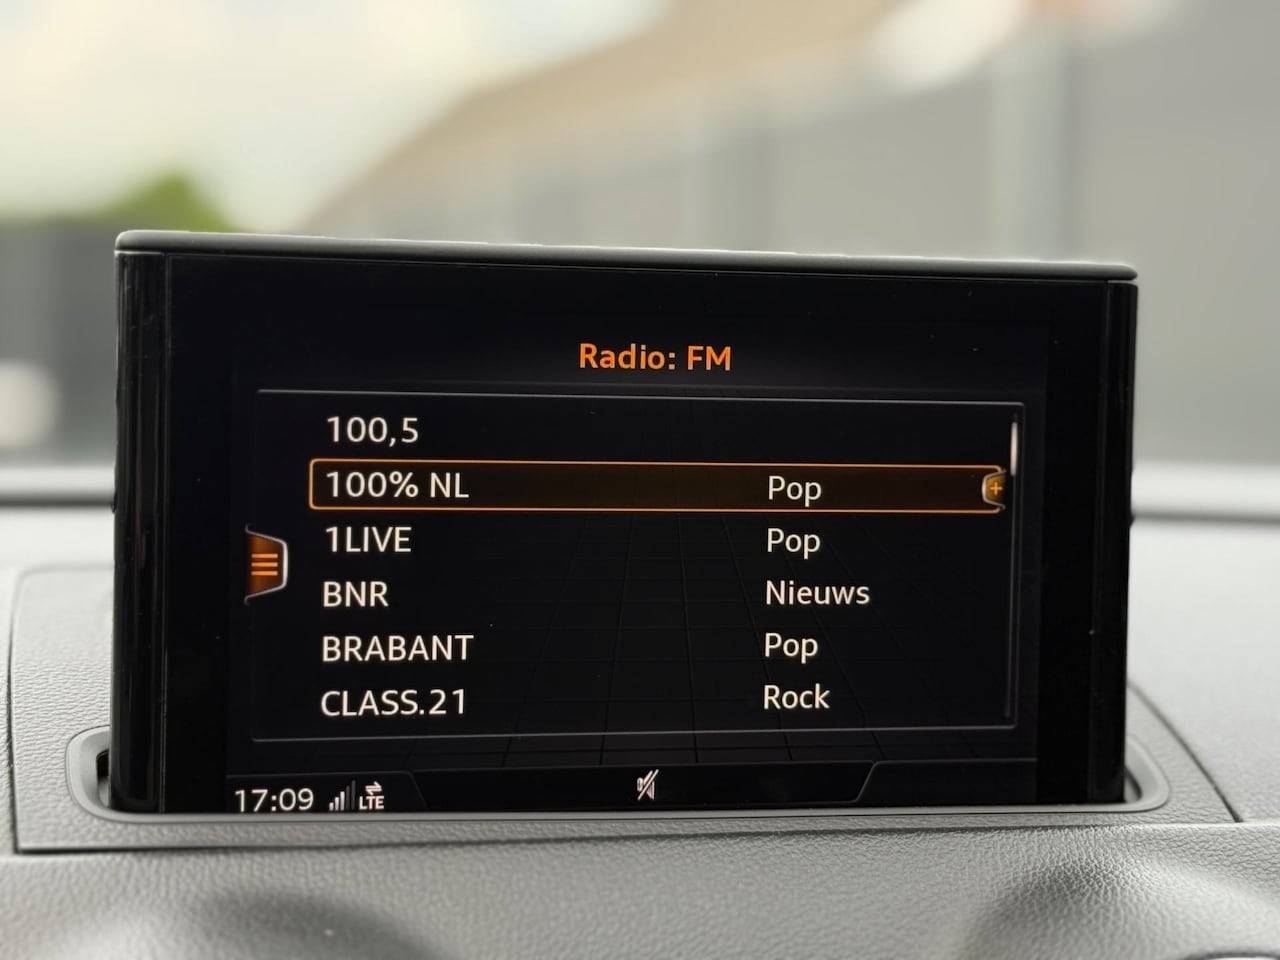 Radio: FM
100,5
100% NL Pop
1LIVE Pop
BNR Nieuws
BRABANT Pop
CLASS.21 Rock
17:09 LTE